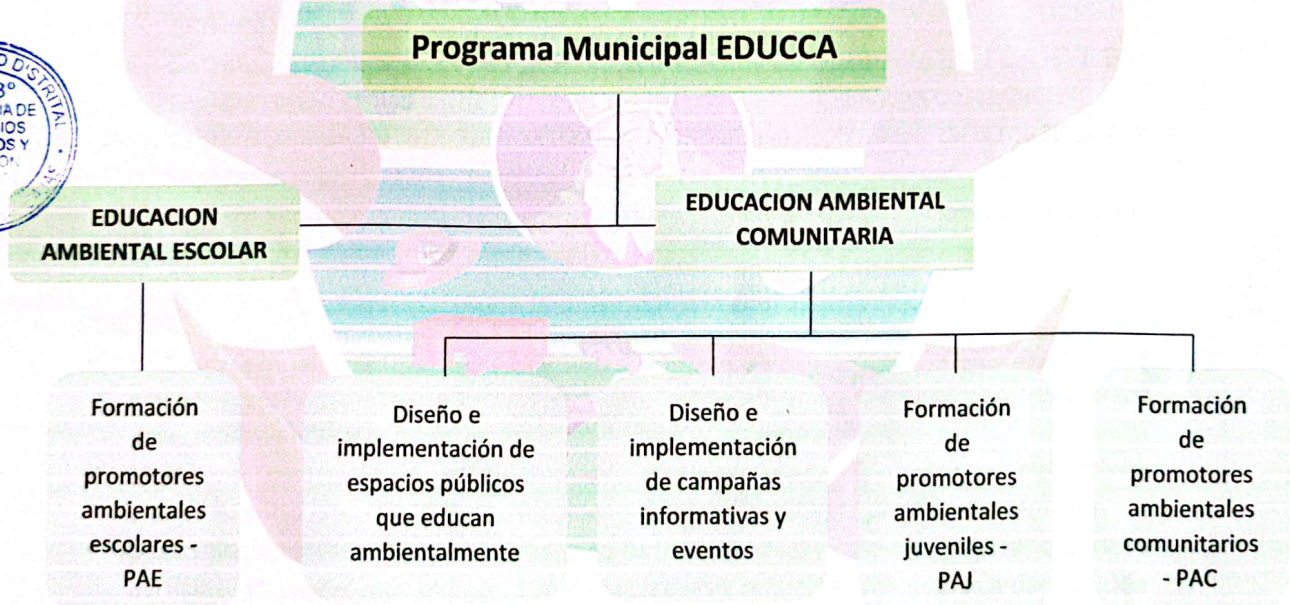 Programa Municipal EDUCCA
EDUCACION
AMBIENTAL ESCOLAR
EDUCACION AMBIENTAL
COMUNITARIA
Formación
de
promotores
ambientales
escolares -
PAE
Diseño e
implementación de
espacios públicos
que educan
ambientalmente
Diseño e
implementación
de campañas
informativas y
eventos
Formación
de
promotores
ambientales
juveniles -
PAJ
Formación
de
promotores
ambientales
comunitarios
- PAC